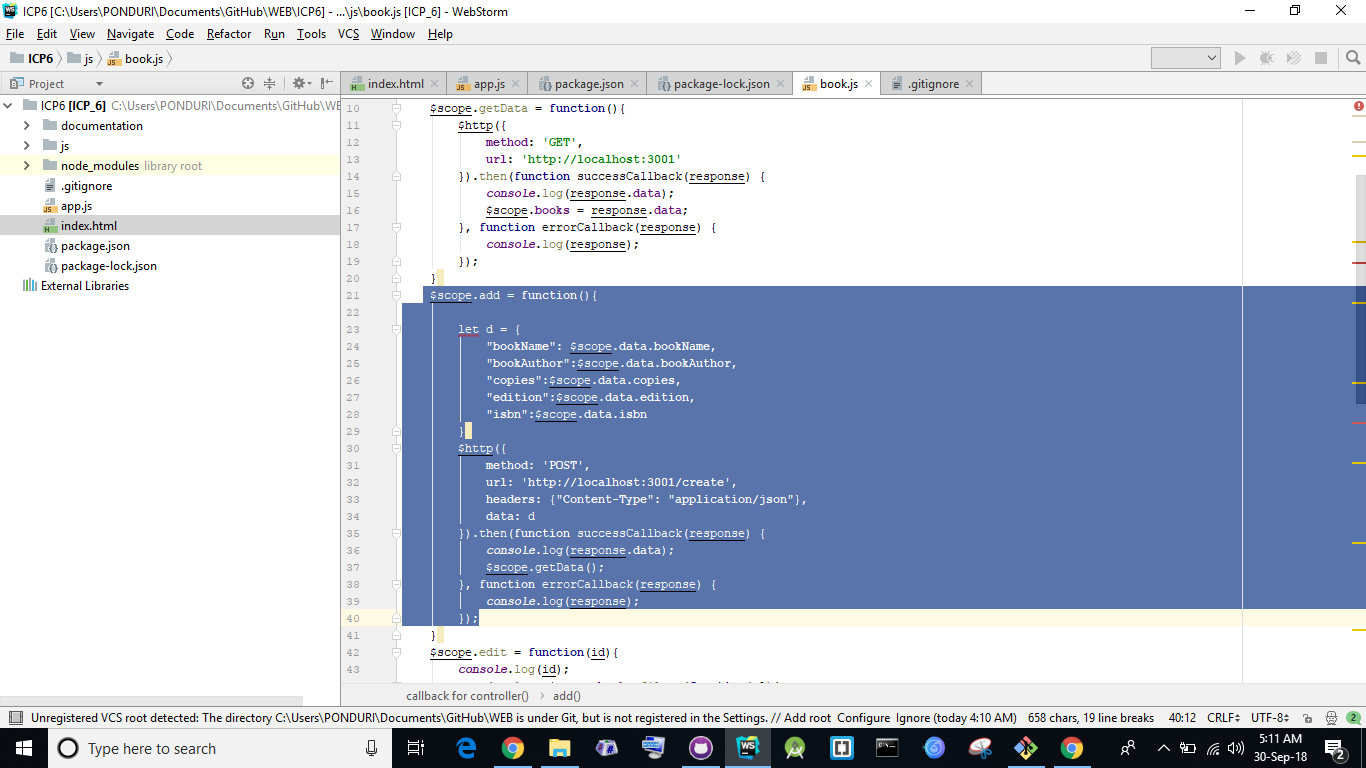 ICP6 [C:\Users\PONDURI\Documents\GitHub\WEB\ICP6] - ...\js\book.js [ICP_6] - WebStorm
File Edit View Navigate Code Refactor Run Tools VCS Window Help
ICP6 js book.js
Project
index.html app.js package.json package-lock.json book.js .gitignore
ICP6 [ICP_6] C:\Users\PONDURI\Documents\GitHub\WE
documentation
js
node_modules library root
.gitignore
app.js
index.html
package.json
package-lock.json
External Libraries
10 $scope.getData = function(){
11 $http({
12 method: 'GET',
13 url: 'http://localhost:3001'
14 }).then(function successCallback(response) {
15 console.log(response.data);
16 $scope.books = response.data;
17 }, function errorCallback(response) {
18 console.log(response);
19 });
20 }
21 $scope.add = function(){
22
23 let d = {
24 "bookName": $scope.data.bookName,
25 "bookAuthor":$scope.data.bookAuthor,
26 "copies":$scope.data.copies,
27 "edition":$scope.data.edition,
28 "isbn":$scope.data.isbn
29 }
30 $http({
31 method: 'POST',
32 url: 'http://localhost:3001/create',
33 headers: {"Content-Type": "application/json"},
34 data: d
35 }).then(function successCallback(response) {
36 console.log(response.data);
37 $scope.getData();
38 }, function errorCallback(response) {
39 console.log(response);
40 });
41 }
42 $scope.edit = function(id){
43 console.log(id);
callback for controller() add()
Unregistered VCS root detected: The directory C:\Users\PONDURI\Documents\GitHub\WEB is under Git, but is not registered in the Settings. // Add root Configure Ignore (today 4:10 AM) 658 chars, 19 line breaks 40:12 CRLF UTF-8 2
Type here to search
5:11 AM
30-Sep-18
2